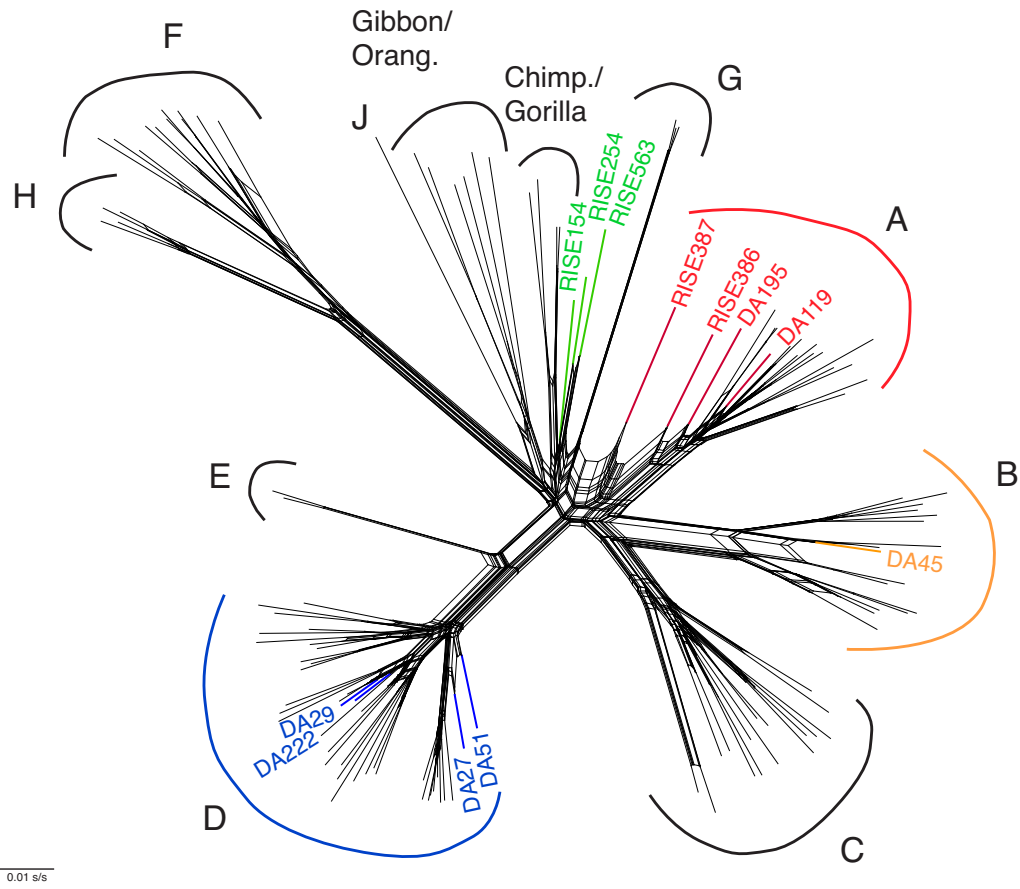 Gibbon/
Orang.
F
Chimp./
Gorilla
G
J
H
RISE154
RISE254
RISE563
RISE387
RISE386
DA195
DA119
A
E
B
DA45
DA29
DA222
DA27
DA51
D
C
0.01 s/s